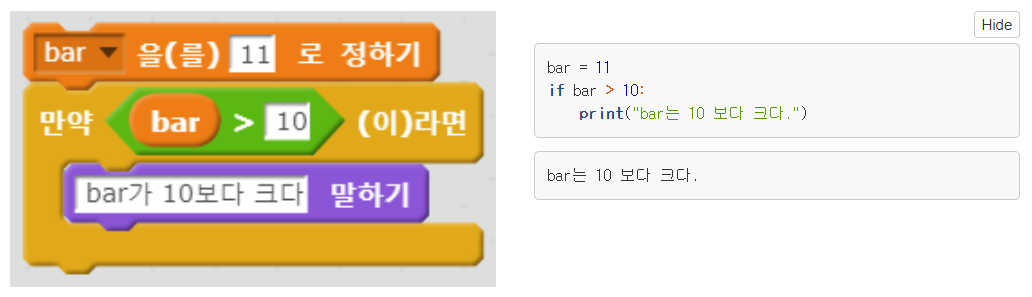 bar 을(를) 11 로 정하기
만약 bar > 10 (이)라면
bar가 10보다 크다 말하기
Hide
bar = 11
if bar > 10:
    print("bar는 10 보다 크다.")
bar는 10 보다 크다.